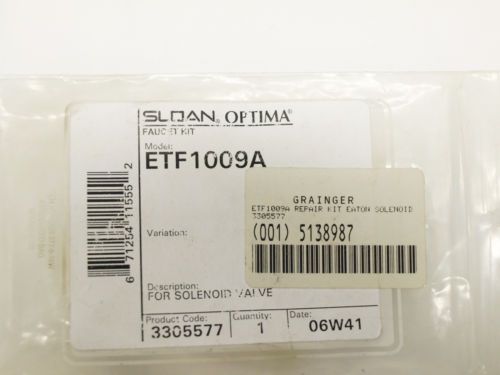 SLOAN® OPTIMA®
FAUCET KIT
Model:
ETF1009A
Variation:
Description:
FOR SOLENOID VALVE
Product Code:
3305577
Quantity:
1
Date:
06W41
6 71254 11555 2
GRAINGER
ETF1009A REPAIR KIT EATON SOLENOID
3305577
(001) 5138987